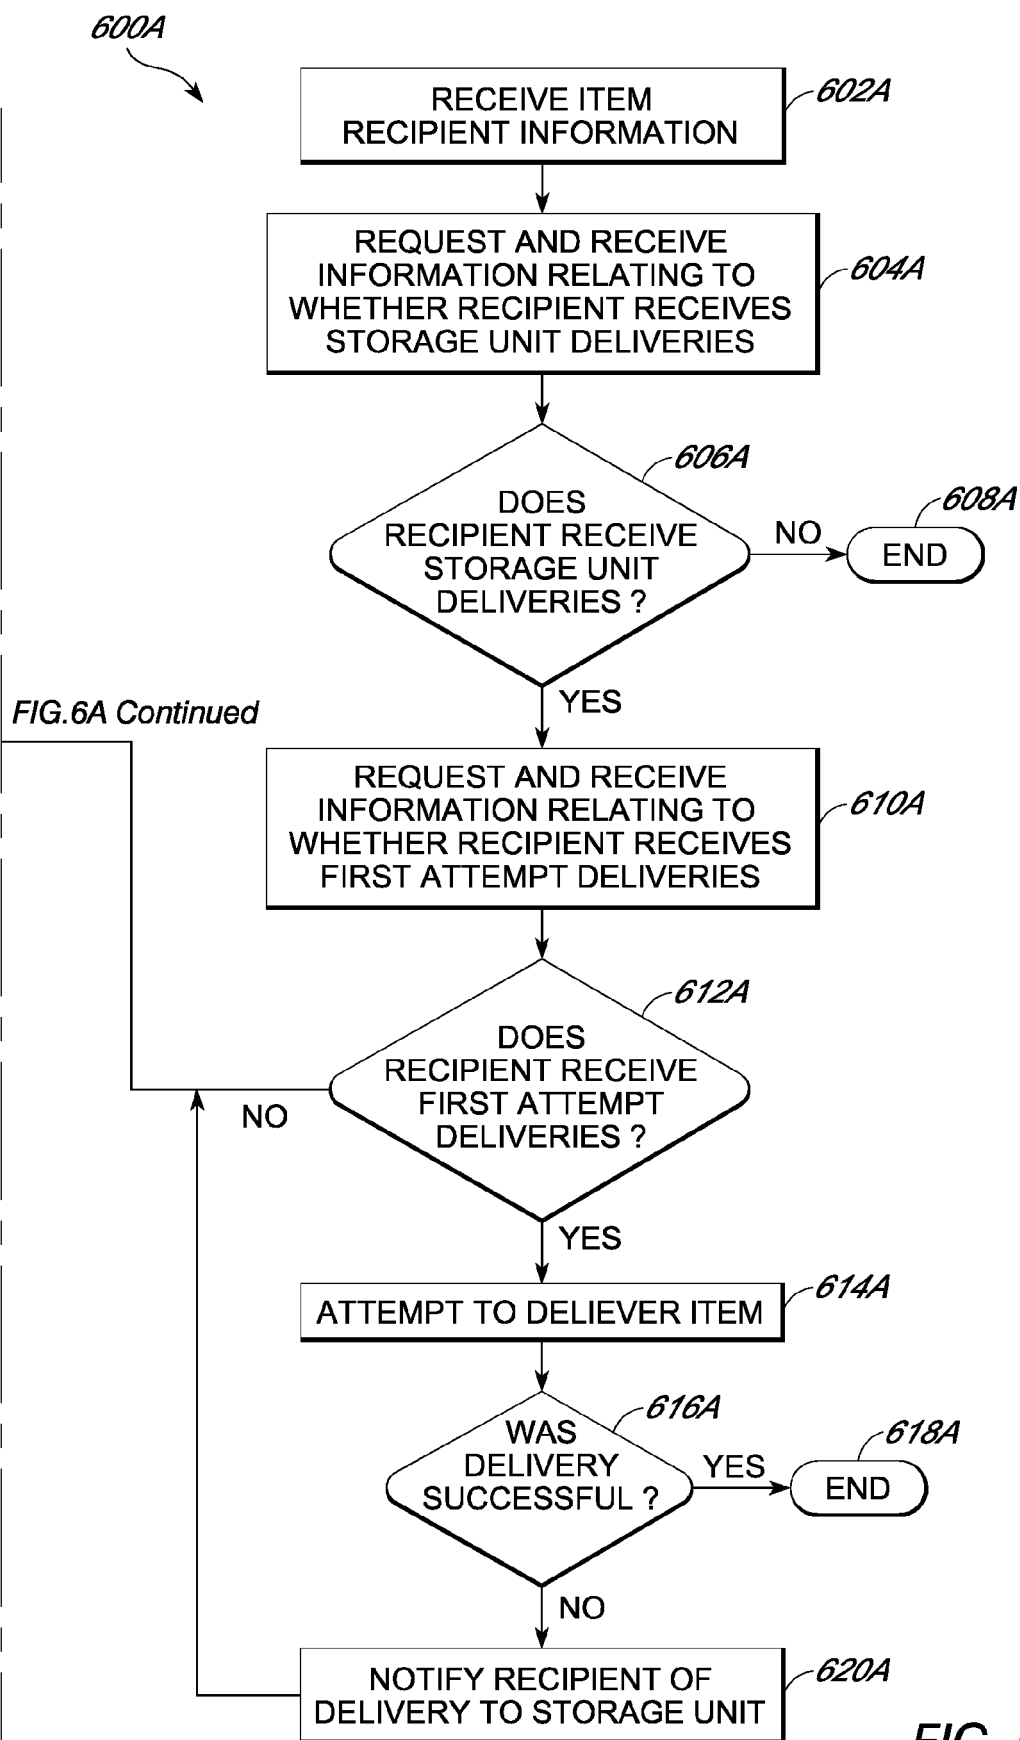 600A
RECEIVE ITEM
RECIPIENT INFORMATION
602A
REQUEST AND RECEIVE
INFORMATION RELATING TO
WHETHER RECIPIENT RECEIVES
STORAGE UNIT DELIVERIES
604A
606A
DOES
RECIPIENT RECEIVE
STORAGE UNIT
DELIVERIES ?
NO
608A
END
YES
FIG.6A Continued
REQUEST AND RECEIVE
INFORMATION RELATING TO
WHETHER RECIPIENT RECEIVES
FIRST ATTEMPT DELIVERIES
610A
612A
DOES
RECIPIENT RECEIVE
FIRST ATTEMPT
DELIVERIES ?
NO
YES
ATTEMPT TO DELIEVER ITEM
614A
616A
WAS
DELIVERY
SUCCESSFUL ?
YES
618A
END
NO
NOTIFY RECIPIENT OF
DELIVERY TO STORAGE UNIT
620A
FIG.